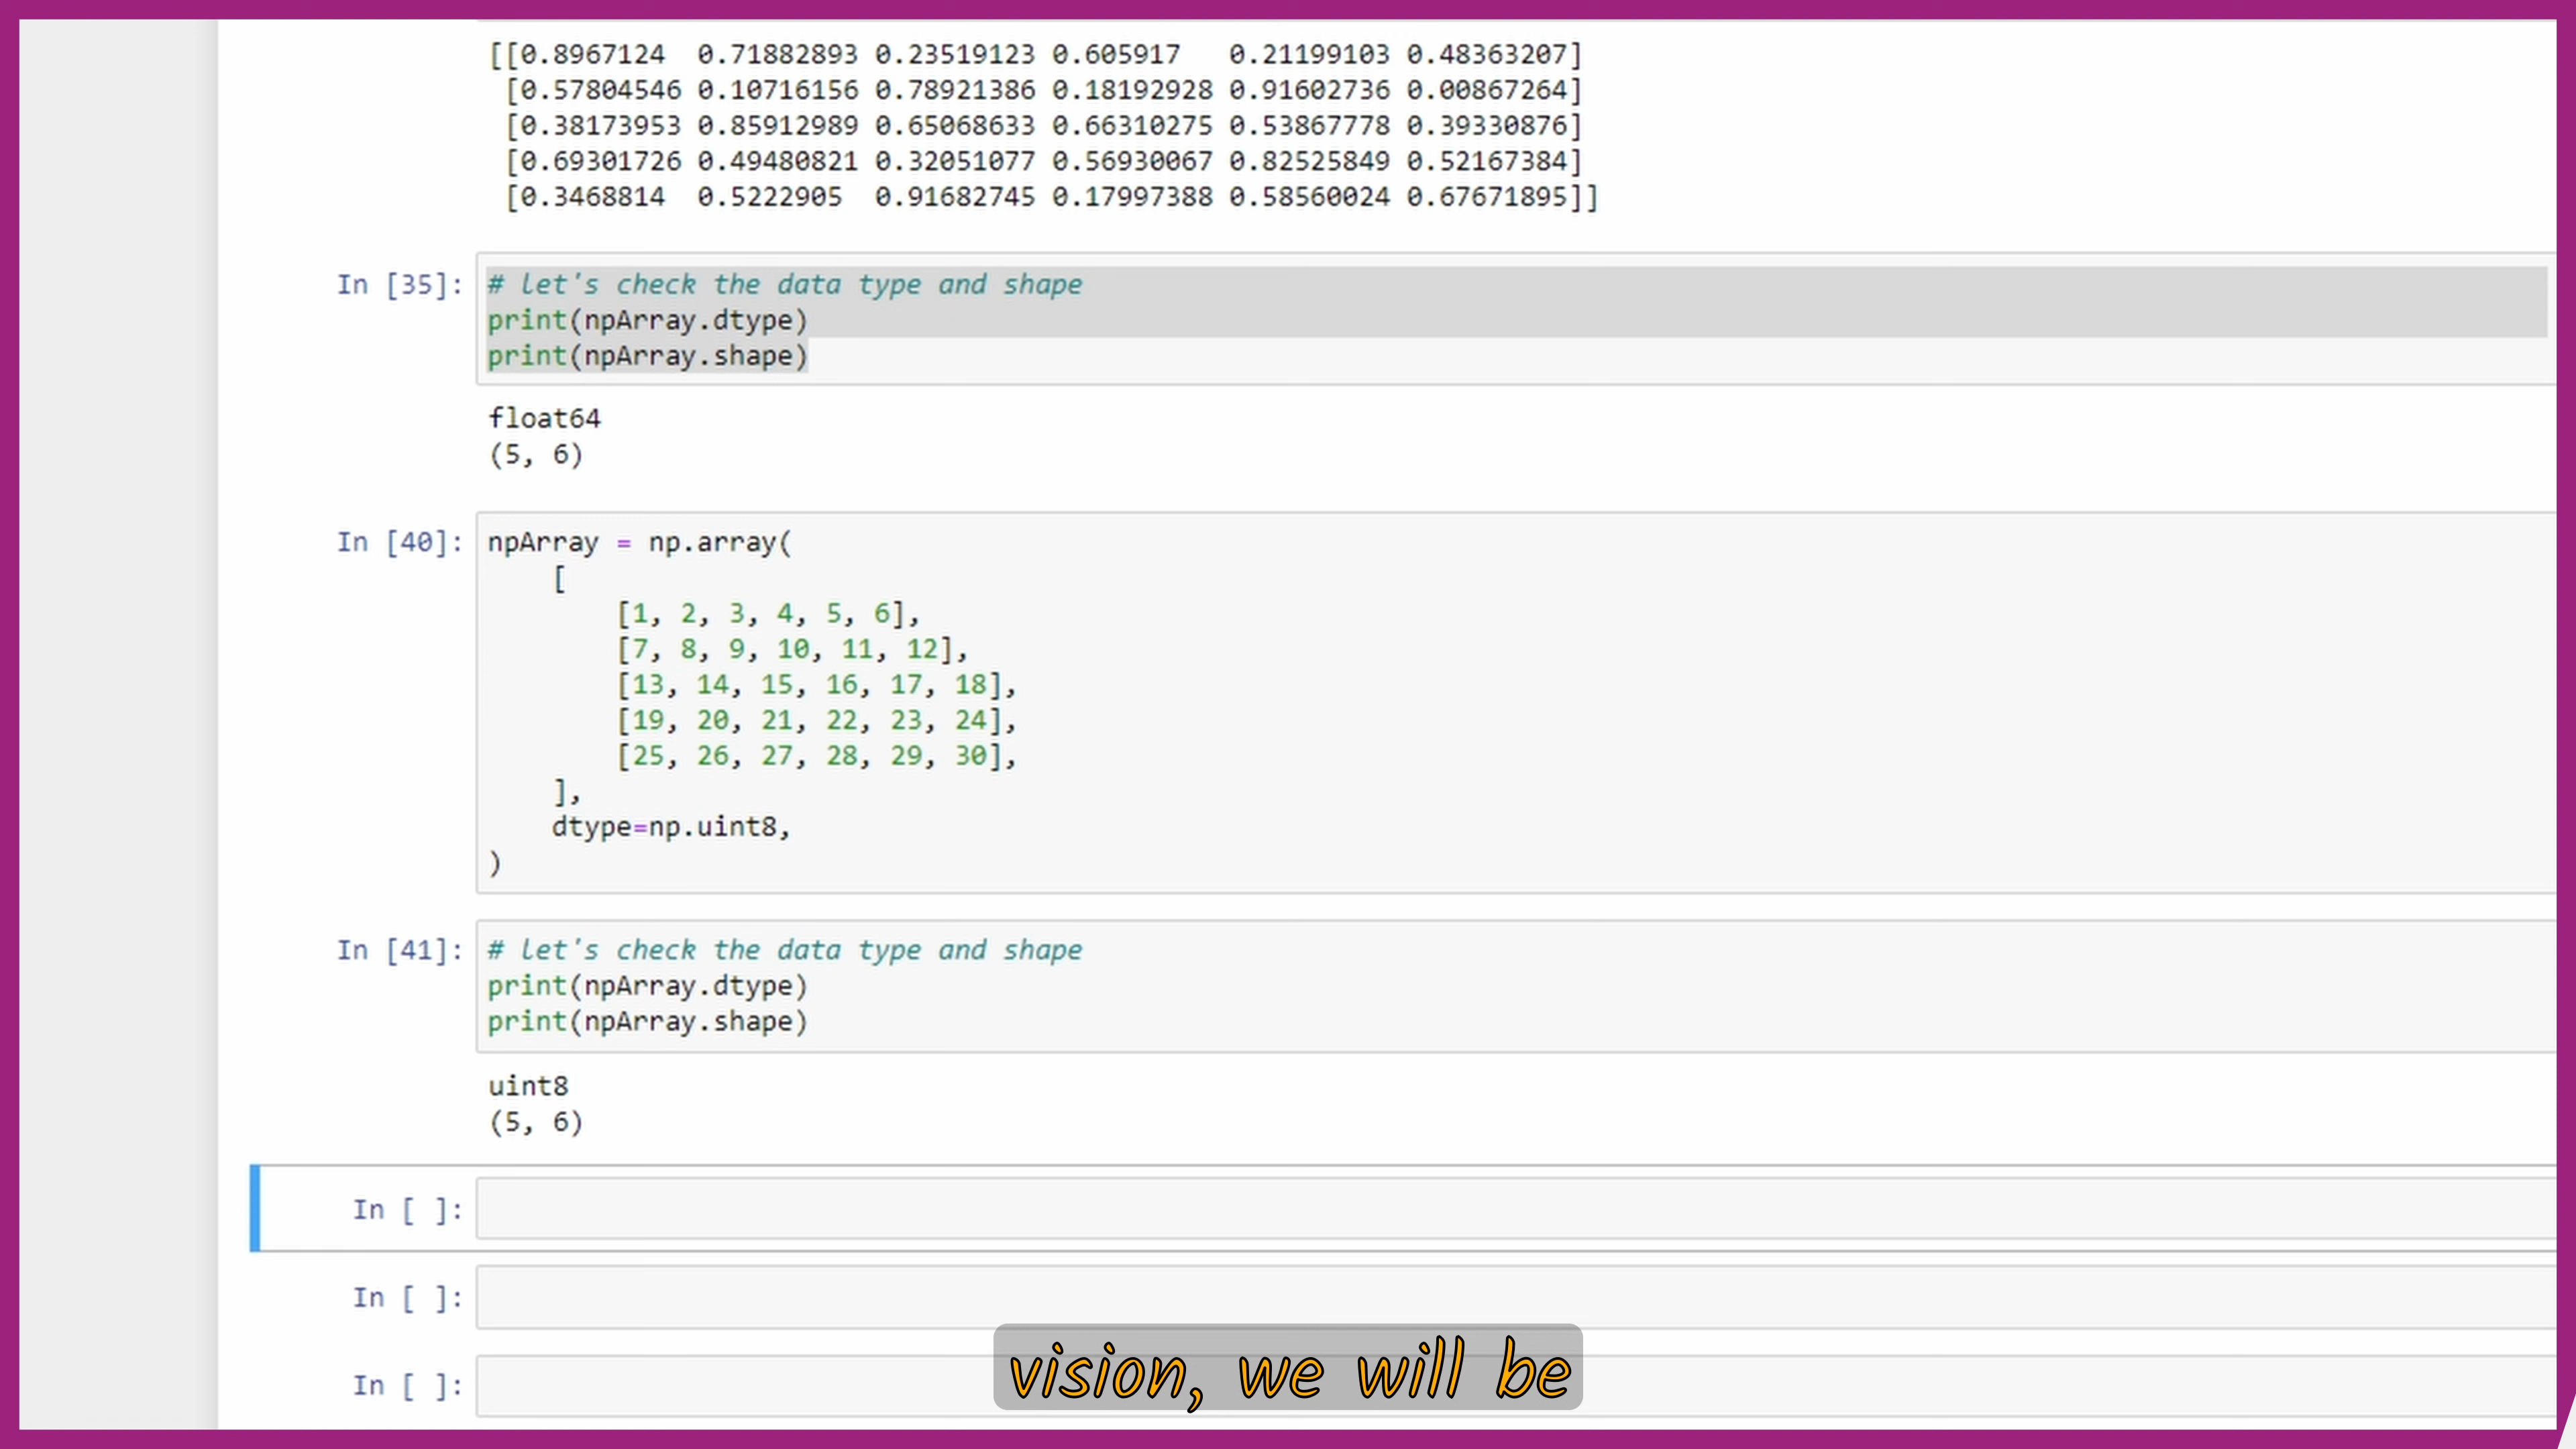 [[0.8967124  0.71882893 0.23519123 0.605917   0.21199103 0.48363207]
 [0.57804546 0.10716156 0.78921386 0.18192928 0.91602736 0.00867264]
 [0.38173953 0.85912989 0.65068633 0.66310275 0.53867778 0.39330876]
 [0.69301726 0.49480821 0.32051077 0.56930067 0.82525849 0.52167384]
 [0.3468814  0.5222905  0.91682745 0.17997388 0.58560024 0.67671895]]
In [35]: # let's check the data type and shape
print(npArray.dtype)
print(npArray.shape)
float64
(5, 6)
In [40]: npArray = np.array(
    [
        [1, 2, 3, 4, 5, 6],
        [7, 8, 9, 10, 11, 12],
        [13, 14, 15, 16, 17, 18],
        [19, 20, 21, 22, 23, 24],
        [25, 26, 27, 28, 29, 30],
    ],
    dtype=np.uint8,
)
In [41]: # let's check the data type and shape
print(npArray.dtype)
print(npArray.shape)
uint8
(5, 6)
In [ ]:
In [ ]:
In [ ]:
vision, we will be